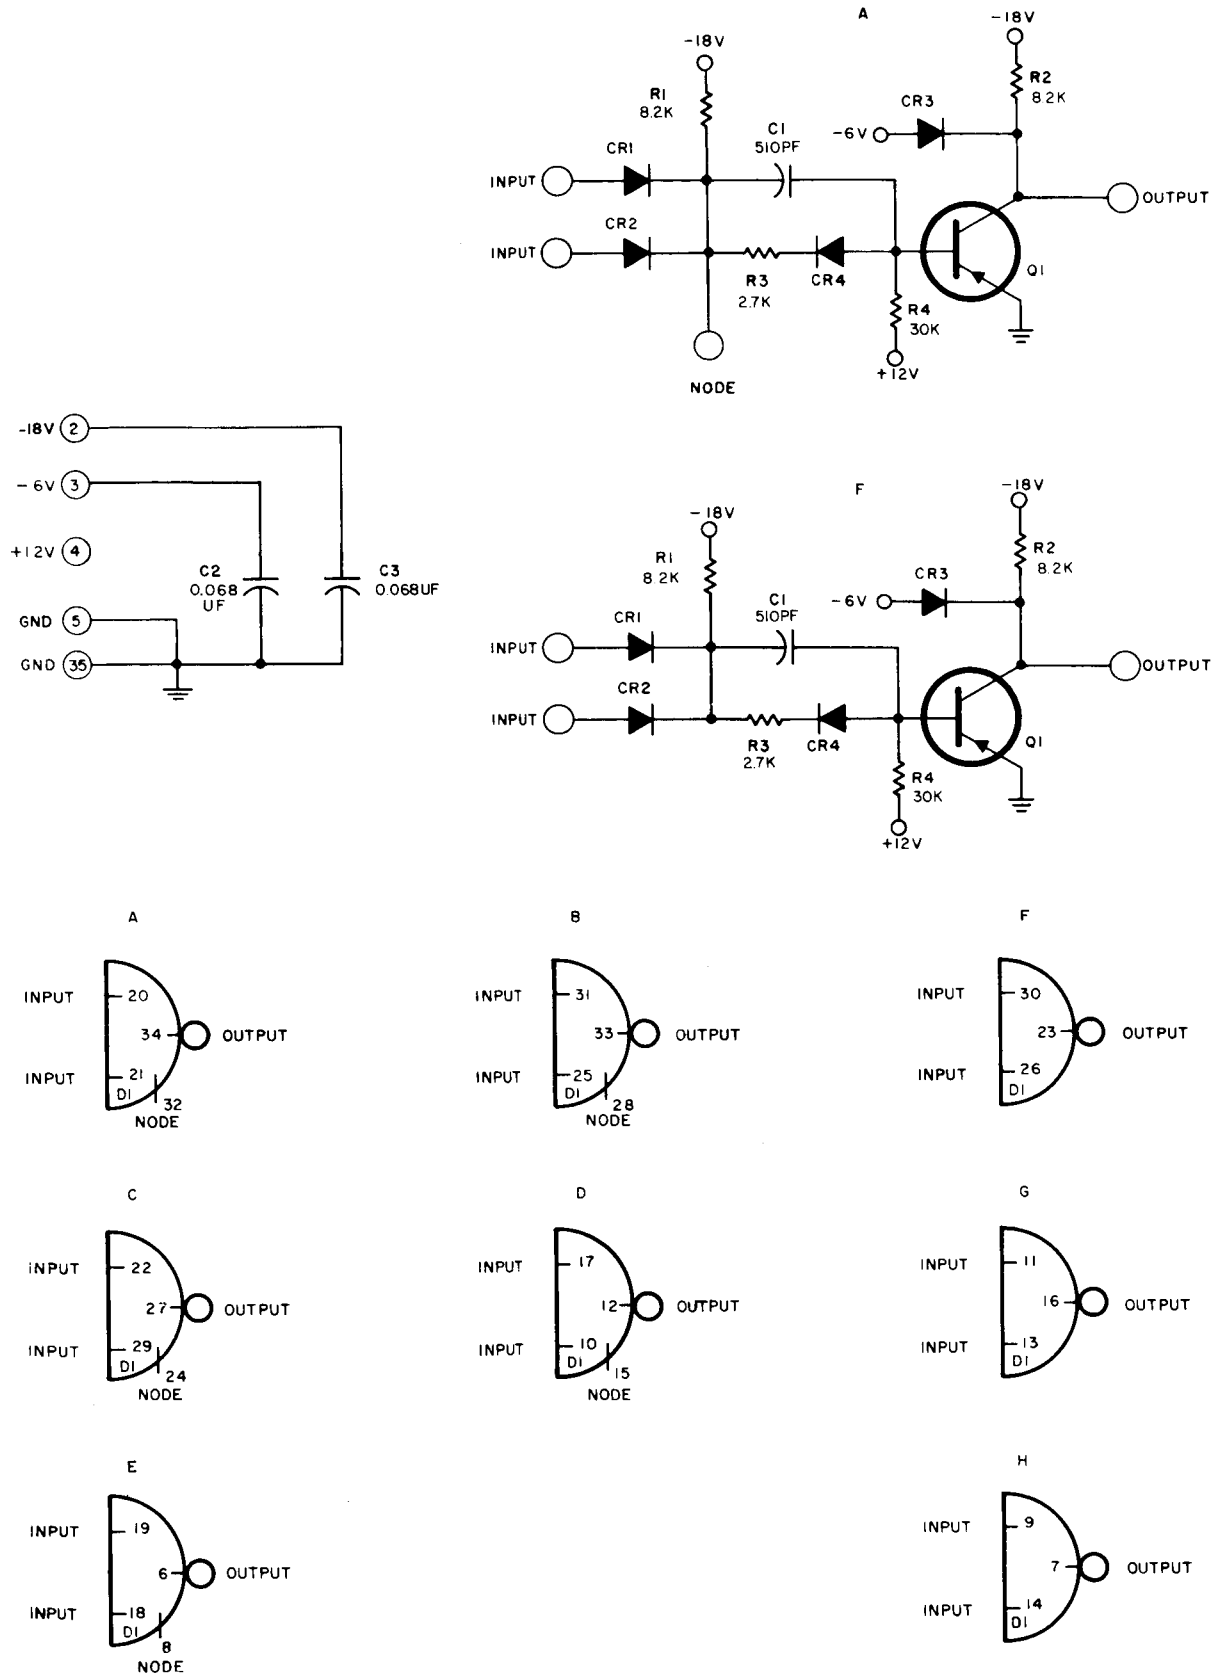 A
-18V
R2
8.2K
-18V
R1
8.2K
CR3
-6V
C1
510PF
CR1
INPUT
OUTPUT
CR2
INPUT
R3
2.7K
CR4
Q1
R4
30K
+12V
NODE
-18V 2
-6V 3
+12V 4
C2
0.068
UF
C3
0.068UF
GND 5
GND 35
F
-18V
R2
8.2K
-18V
R1
8.2K
CR3
-6V
C1
510PF
CR1
INPUT
OUTPUT
CR2
INPUT
R3
2.7K
CR4
Q1
R4
30K
+12V
A
INPUT 20
34 OUTPUT
INPUT 21
D1
32
NODE
B
INPUT 31
33 OUTPUT
INPUT 25
D1
28
NODE
F
INPUT 30
23 OUTPUT
INPUT 26
D1
C
INPUT 22
27 OUTPUT
INPUT 29
D1
24
NODE
D
INPUT 17
12 OUTPUT
INPUT 10
D1
15
NODE
G
INPUT 11
16 OUTPUT
INPUT 13
D1
E
INPUT 19
6 OUTPUT
INPUT 18
D1
8
NODE
H
INPUT 9
7 OUTPUT
INPUT 14
D1